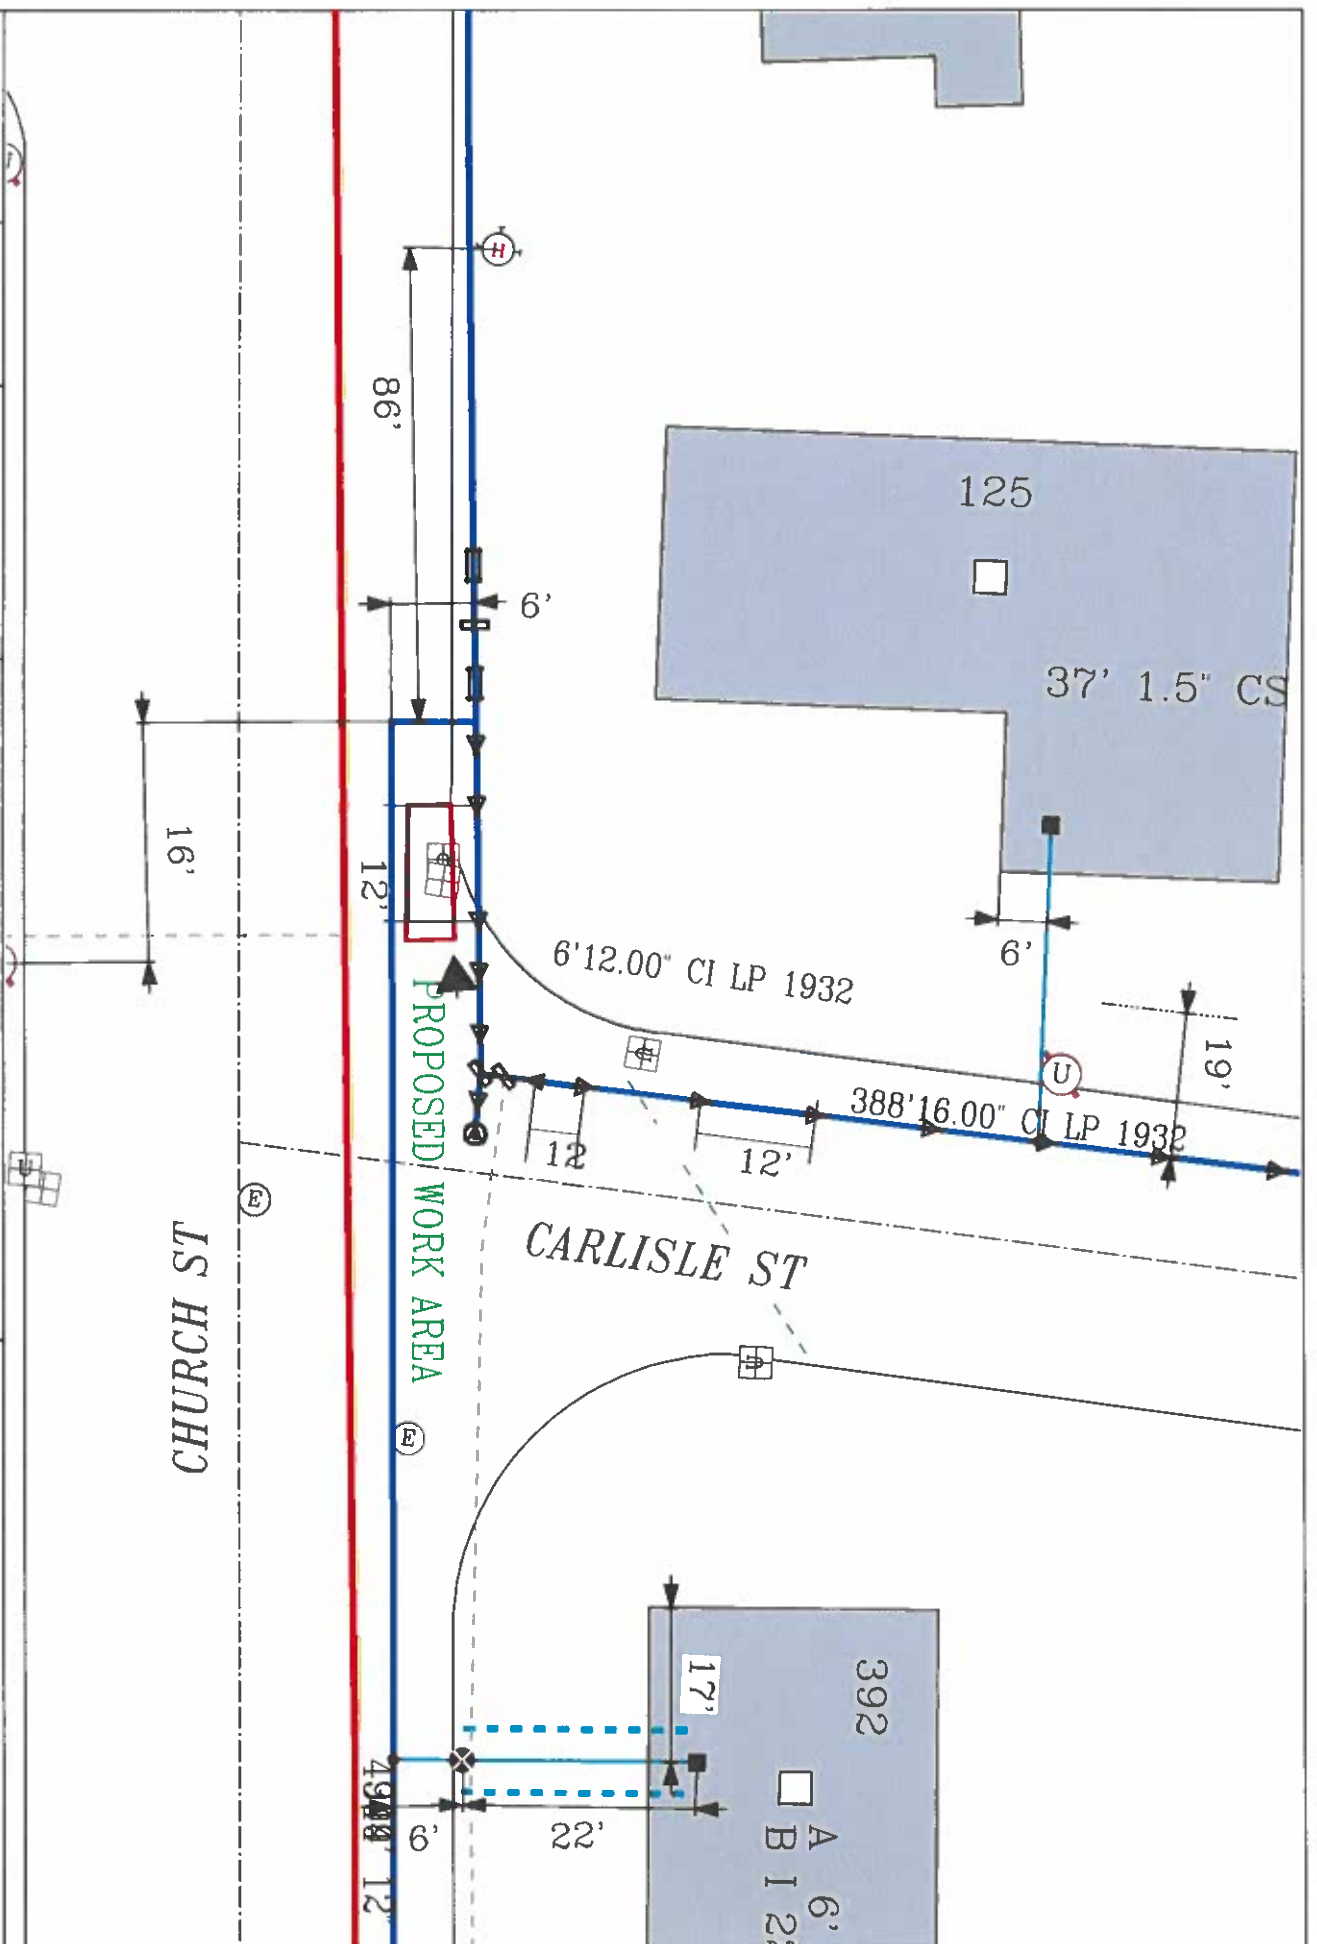 H
86'
125
6'
37' 1.5" CS
16'
12'
6'
6'12.00" CI LP 1932
19'
U
388'16.00" CI LP 1932
12
12'
PROPOSED WORK AREA
U
E
CARLISLE ST
CHURCH ST
E
17'
392
6'
22'
12'
A 6'
B I